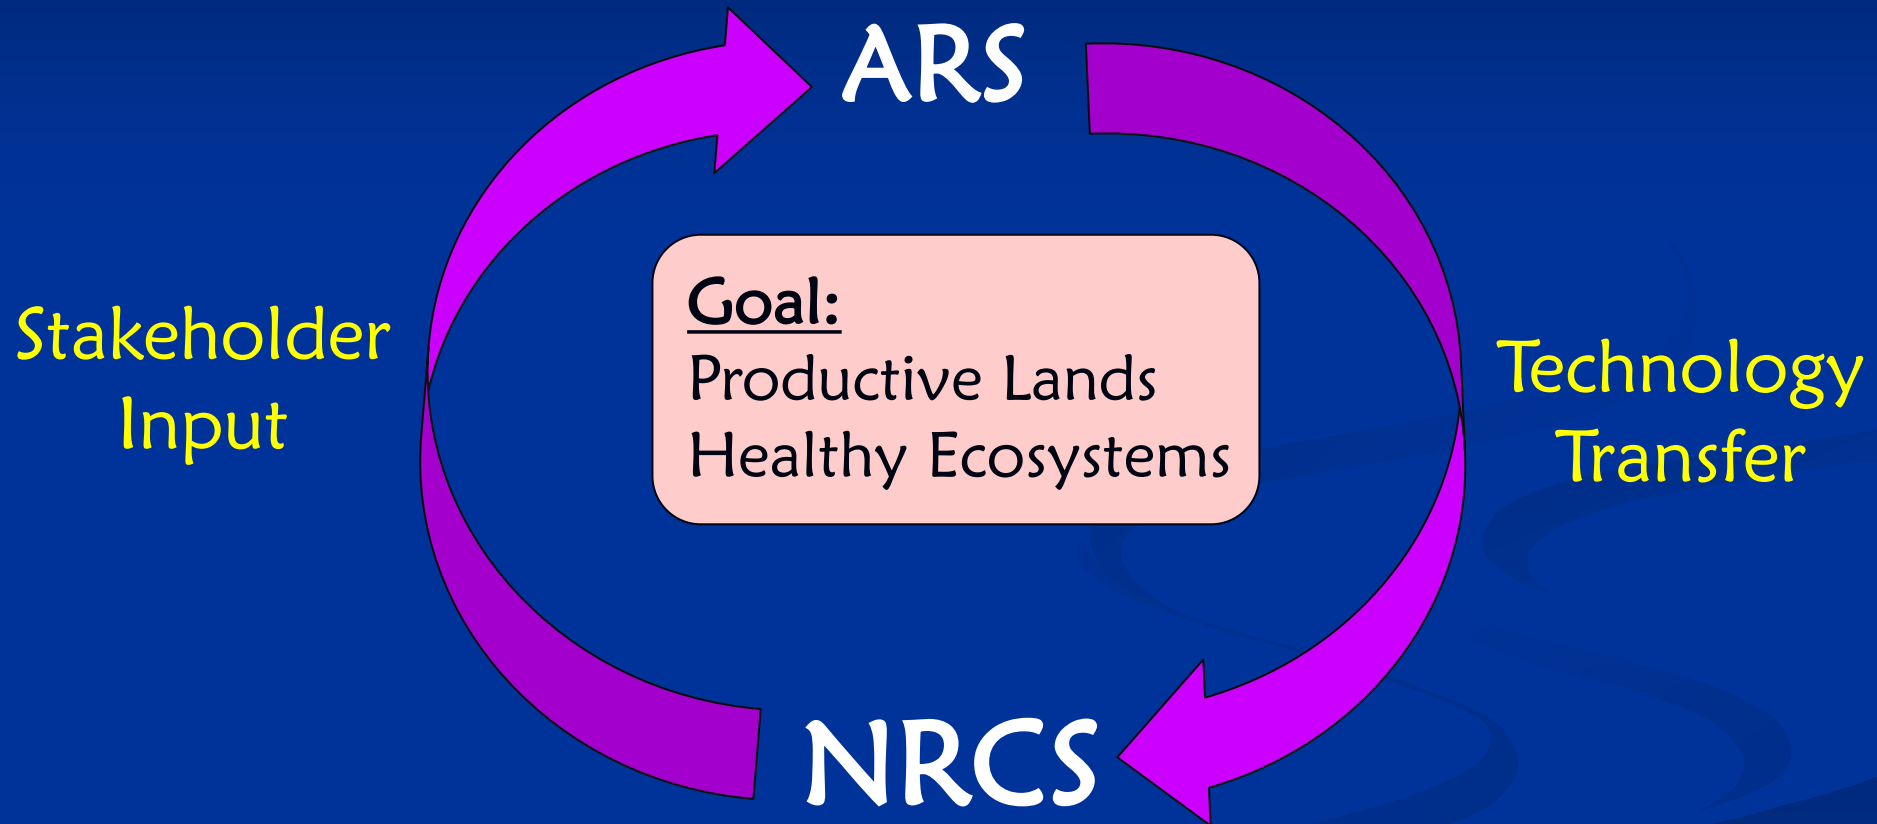 ARS
Stakeholder
Input
Goal:
Productive Lands
Healthy Ecosystems
Technology
Transfer
NRCS